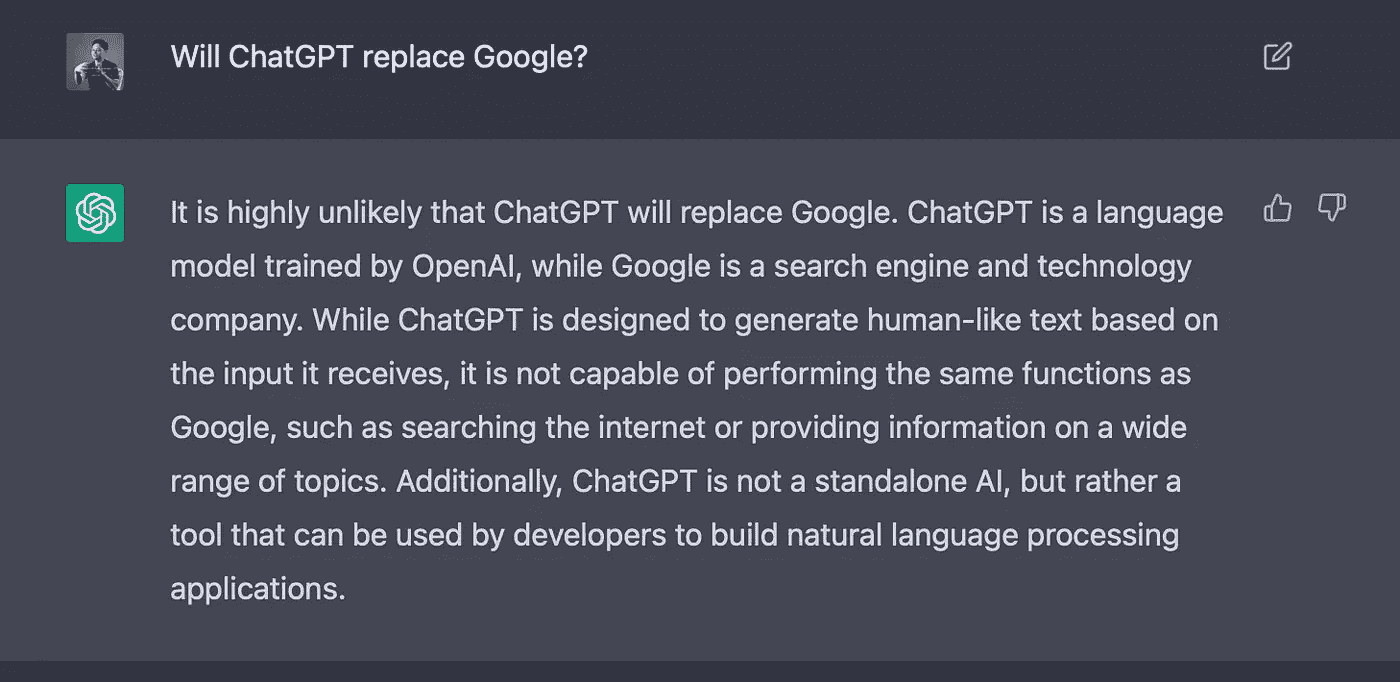 Will ChatGPT replace Google?
It is highly unlikely that ChatGPT will replace Google. ChatGPT is a language
model trained by OpenAI, while Google is a search engine and technology
company. While ChatGPT is designed to generate human-like text based on
the input it receives, it is not capable of performing the same functions as
Google, such as searching the internet or providing information on a wide
range of topics. Additionally, ChatGPT is not a standalone AI, but rather a
tool that can be used by developers to build natural language processing
applications.